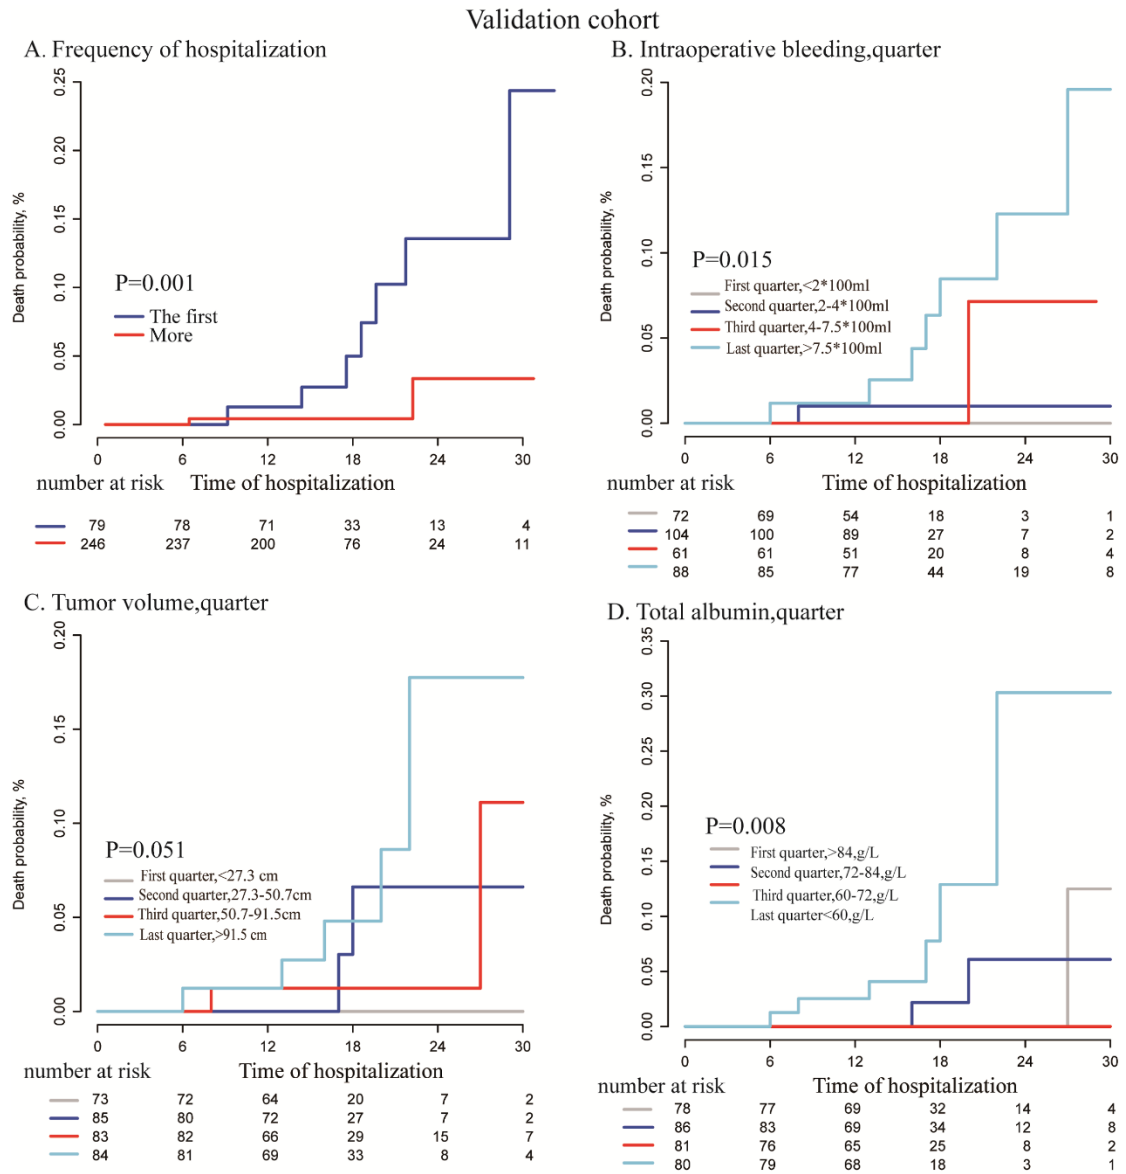 Validation cohort
A. Frequency of hospitalization
0.25
0.20
0.15
0.10
0.05
0.00
Death probability, %
P=0.001
The first
More
0 6 12 18 24 30
number at risk Time of hospitalization
79 78 71 33 13 4
246 237 200 76 24 11
B. Intraoperative bleeding,quarter
0.20
0.15
0.10
0.05
0.00
Death probability, %
P=0.015
First quarter,<2*100ml
Second quarter,2-4*100ml
Third quarter,4-7.5*100ml
Last quarter,>7.5*100ml
0 6 12 18 24 30
number at risk Time of hospitalization
72 69 54 18 3 1
104 100 89 27 7 2
61 61 51 20 8 4
88 85 77 44 19 8
C. Tumor volume,quarter
0.20
0.15
0.10
0.05
0.00
Death probability, %
P=0.051
First quarter,<27.3 cm
Second quarter,27.3-50.7cm
Third quarter,50.7-91.5cm
Last quarter,>91.5 cm
0 6 12 18 24 30
number at risk Time of hospitalization
73 72 64 20 7 2
85 80 72 27 7 2
83 82 66 29 15 7
84 81 69 33 8 4
D. Total albumin,quarter
0.35
0.30
0.25
0.20
0.15
0.10
0.05
0.00
Death probability, %
P=0.008
First quarter,>84,g/L
Second quarter,72-84,g/L
Third quarter,60-72,g/L
Last quarter<60,g/L
0 6 12 18 24 30
number at risk Time of hospitalization
78 77 69 32 14 4
86 83 69 34 12 8
81 76 65 25 8 2
80 79 68 18 3 1